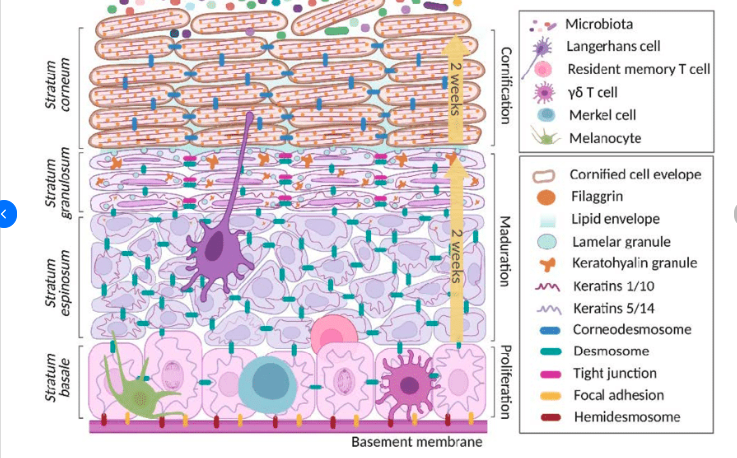 Stratum
corneum
Stratum
granulosum
Stratum
espinosum
Stratum
basale
2 weeks
2 weeks
Cornification
Maduration
Proliferation
Basement membrane
Microbiota
Langerhans cell
Resident memory T cell
γδ T cell
Merkel cell
Melanocyte
Cornified cell evelope
Filaggrin
Lipid envelope
Lamelar granule
Keratohyalin granule
Keratins 1/10
Keratins 5/14
Corneodesmosome
Desmosome
Tight junction
Focal adhesion
Hemidesmosome